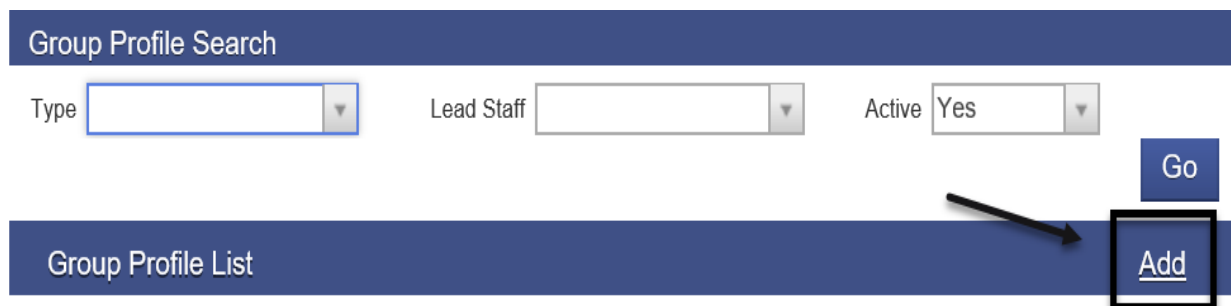 Group Profile Search
Type Lead Staff Active Yes
Go
Group Profile List Add